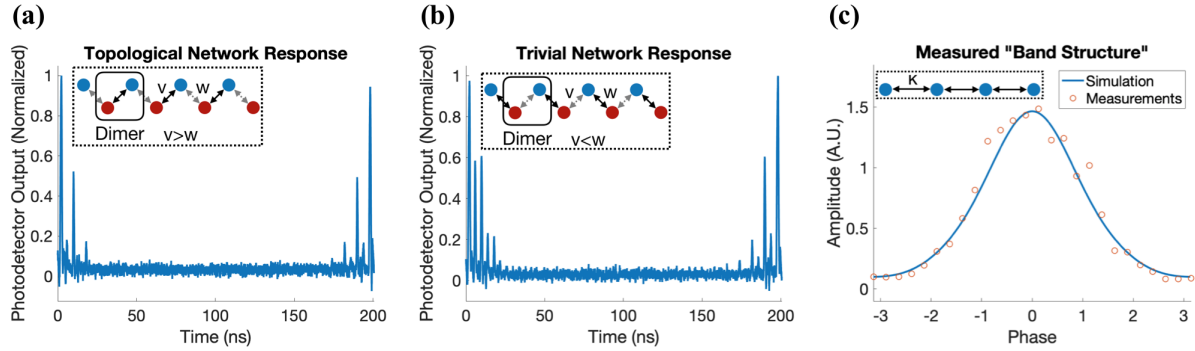 (a)
Topological Network Response
Photodetector Output (Normalized)
1
0.8
0.6
0.4
0.2
0
v
w
Dimer
v>w
0
50
100
150
200
Time (ns)
(b)
Trivial Network Response
Photodetector Output (Normalized)
1
0.8
0.6
0.4
0.2
0
v
w
Dimer
v<w
0
50
100
150
200
Time (ns)
(c)
Measured "Band Structure"
Amplitude (A.U.)
1.5
1
0.5
0
K
Simulation
Measurements
-3
-2
-1
0
1
2
3
Phase